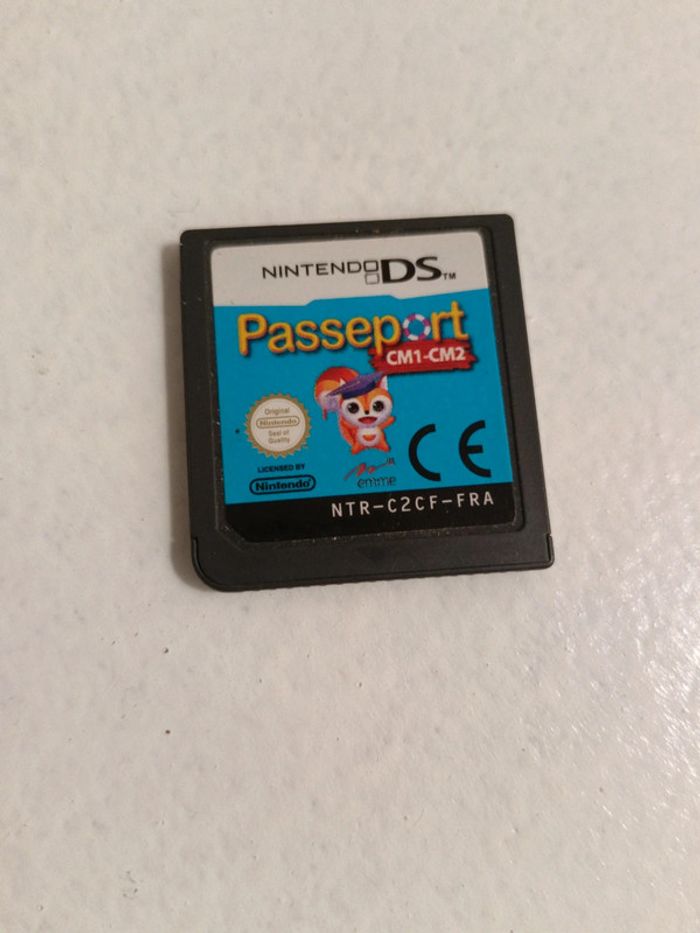 NINTENDO DS™
Passeport
CM1-CM2
Original
Nintendo
Seal of
Quality
LICENSED BY
Nintendo
emme
CE
NTR-C2CF-FRA